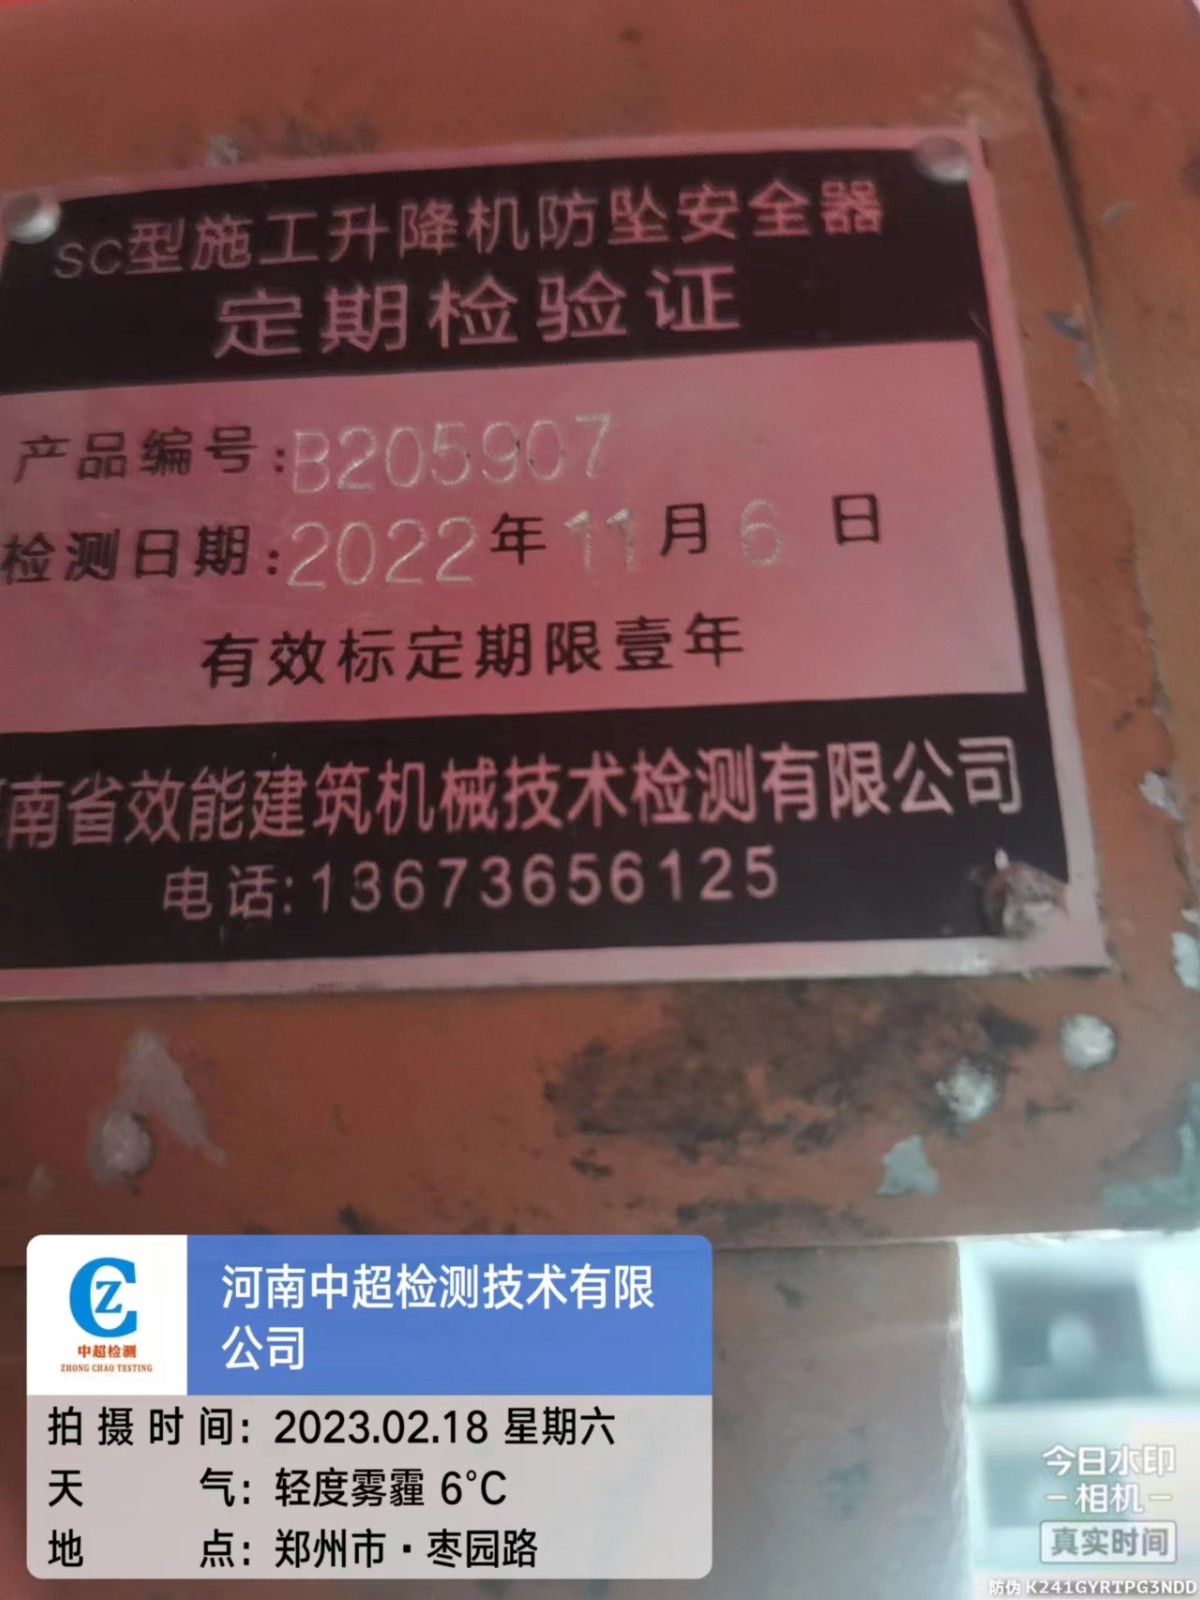 SC型施工升降机防坠安全器
定期检验证
产品编号:B205907
检测日期:2022年11月6日
有效标定期限壹年
南省效能建筑机械技术检测有限公司
电话:13673656125
CZ
中超检测
ZHONG CHAO TESTING
河南中超检测技术有限
公司
拍摄时间: 2023.02.18 星期六
天气: 轻度雾霾 6°C
地点: 郑州市·枣园路
今日水印
-相机-
真实时间
防伪 K241GYRTPG3NDD